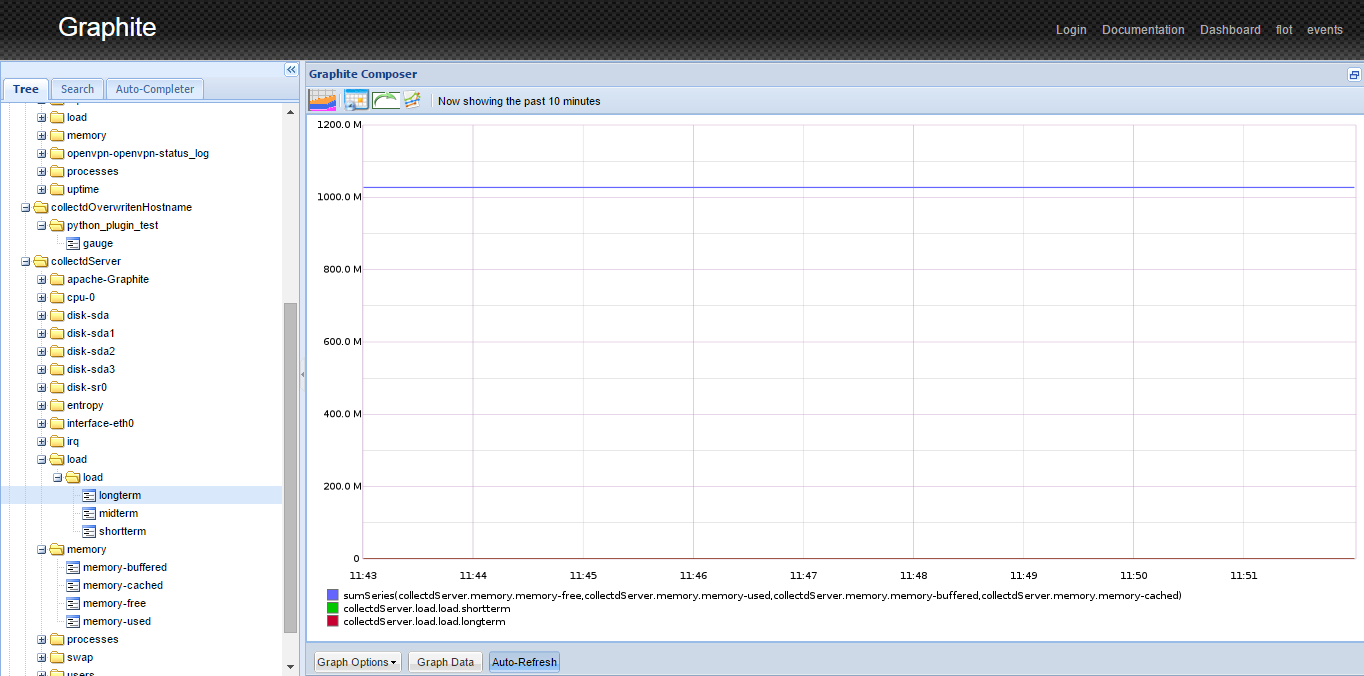 Graphite
Login Documentation Dashboard flot events
Tree Search Auto-Completer
load
memory
openvpn-openvpn-status_log
processes
uptime
collectdOverwritenHostname
python_plugin_test
gauge
collectdServer
apache-Graphite
cpu-0
disk-sda
disk-sda1
disk-sda2
disk-sda3
disk-sr0
entropy
interface-eth0
irq
load
load
longterm
midterm
shortterm
memory
memory-buffered
memory-cached
memory-free
memory-used
processes
swap
users
Graphite Composer
Now showing the past 10 minutes
1200.0 M
1000.0 M
800.0 M
600.0 M
400.0 M
200.0 M
0
11:43 11:44 11:45 11:46 11:47 11:48 11:49 11:50 11:51
sumSeries(collectdServer.memory.memory-free,collectdServer.memory.memory-used,collectdServer.memory.memory-buffered,collectdServer.memory.memory-cached)
collectdServer.load.load.shortterm
collectdServer.load.load.longterm
Graph Options Graph Data Auto-Refresh